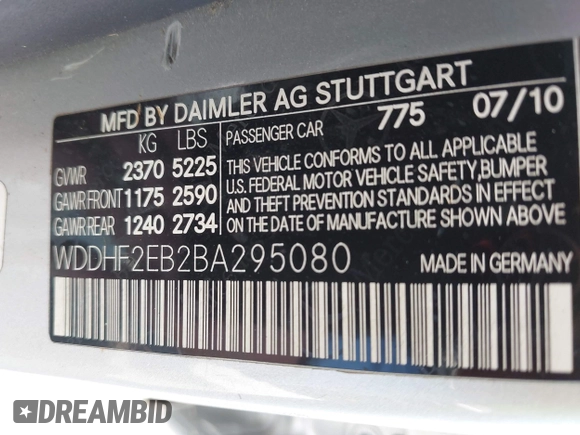 MFD BY DAIMLER AG STUTTGART
KG LBS PASSENGER CAR 775 07/10
GVWR 2370 5225
GAWR FRONT 1175 2590
GAWR REAR 1240 2734
THIS VEHICLE CONFORMS TO ALL APPLICABLE
U.S. FEDERAL MOTOR VEHICLE SAFETY, BUMPER
AND THEFT PREVENTION STANDARDS IN EFFECT
ON THE DATE OF MANUFACTURE SHOWN ABOVE
WDDHF2EB2BA295080 MADE IN GERMANY
DREAMBID